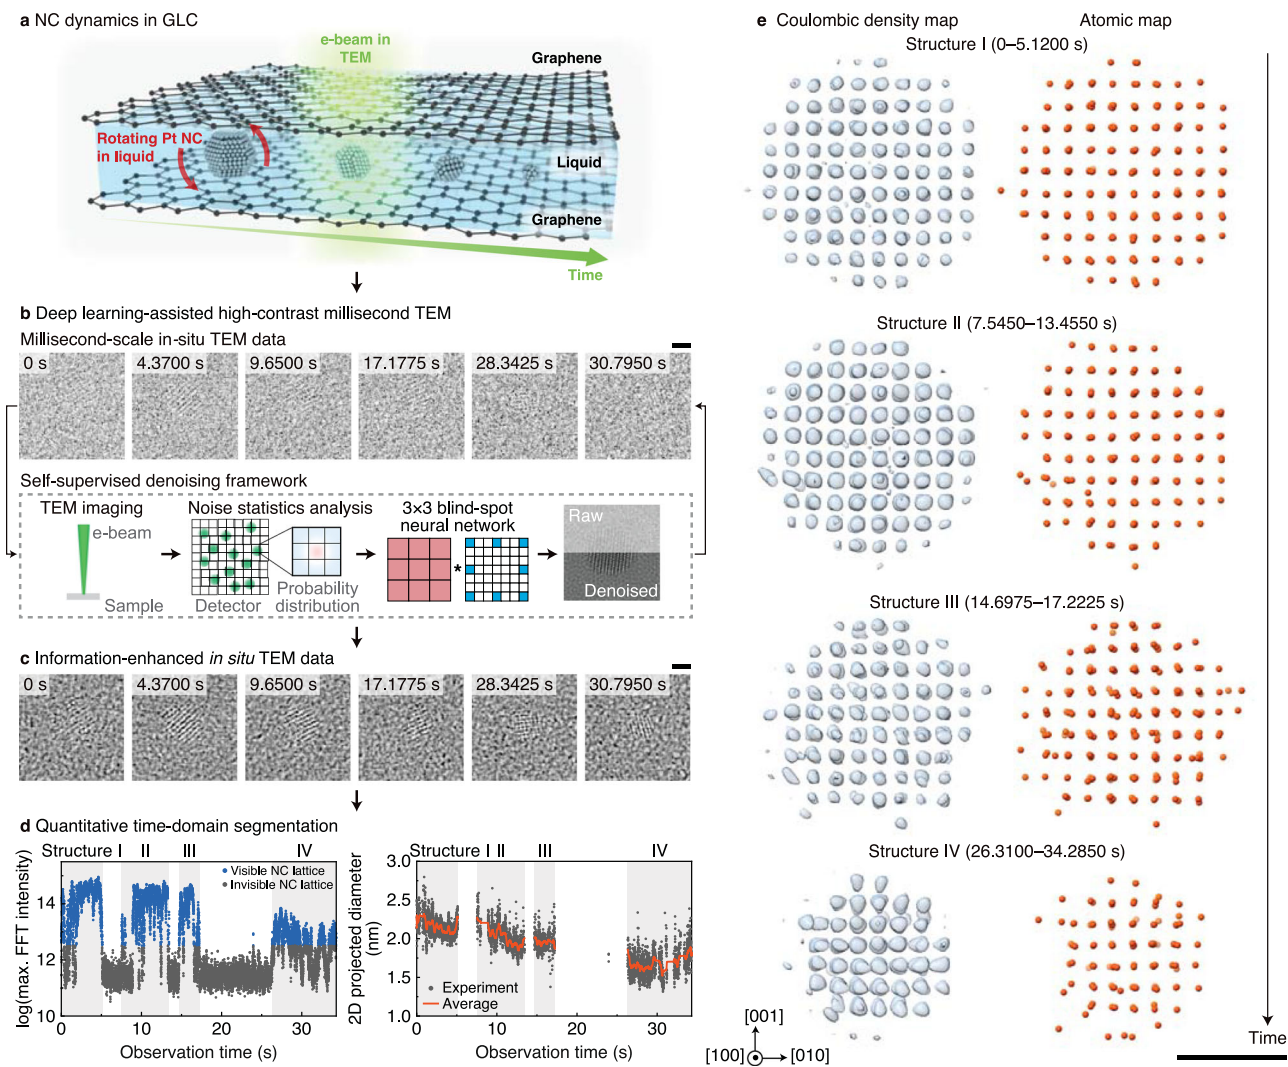 a NC dynamics in GLC
e-beam in
TEM
Graphene
Rotating Pt NC
in liquid
Liquid
Graphene
Time
b Deep learning-assisted high-contrast millisecond TEM
Millisecond-scale in-situ TEM data
0 s
4.3700 s
9.6500 s
17.1775 s
28.3425 s
30.7950 s
Self-supervised denoising framework
TEM imaging
e-beam
Sample
Noise statistics analysis
Detector
Probability
distribution
3×3 blind-spot
neural network
*
Raw
Denoised
c Information-enhanced in situ TEM data
0 s
4.3700 s
9.6500 s
17.1775 s
28.3425 s
30.7950 s
d Quantitative time-domain segmentation
Structure I II III IV
log(max. FFT intensity)
14
12
10
Visible NC lattice
Invisible NC lattice
0 10 20 30
Observation time (s)
Structure I II III IV
2D projected diameter
(nm)
3.0
2.5
2.0
1.5
1.0
Experiment
Average
0 10 20 30
Observation time (s)
e Coulombic density map Atomic map
Structure I (0–5.1200 s)
Structure II (7.5450–13.4550 s)
Structure III (14.6975–17.2225 s)
Structure IV (26.3100–34.2850 s)
[001]
[100] [010]
Time